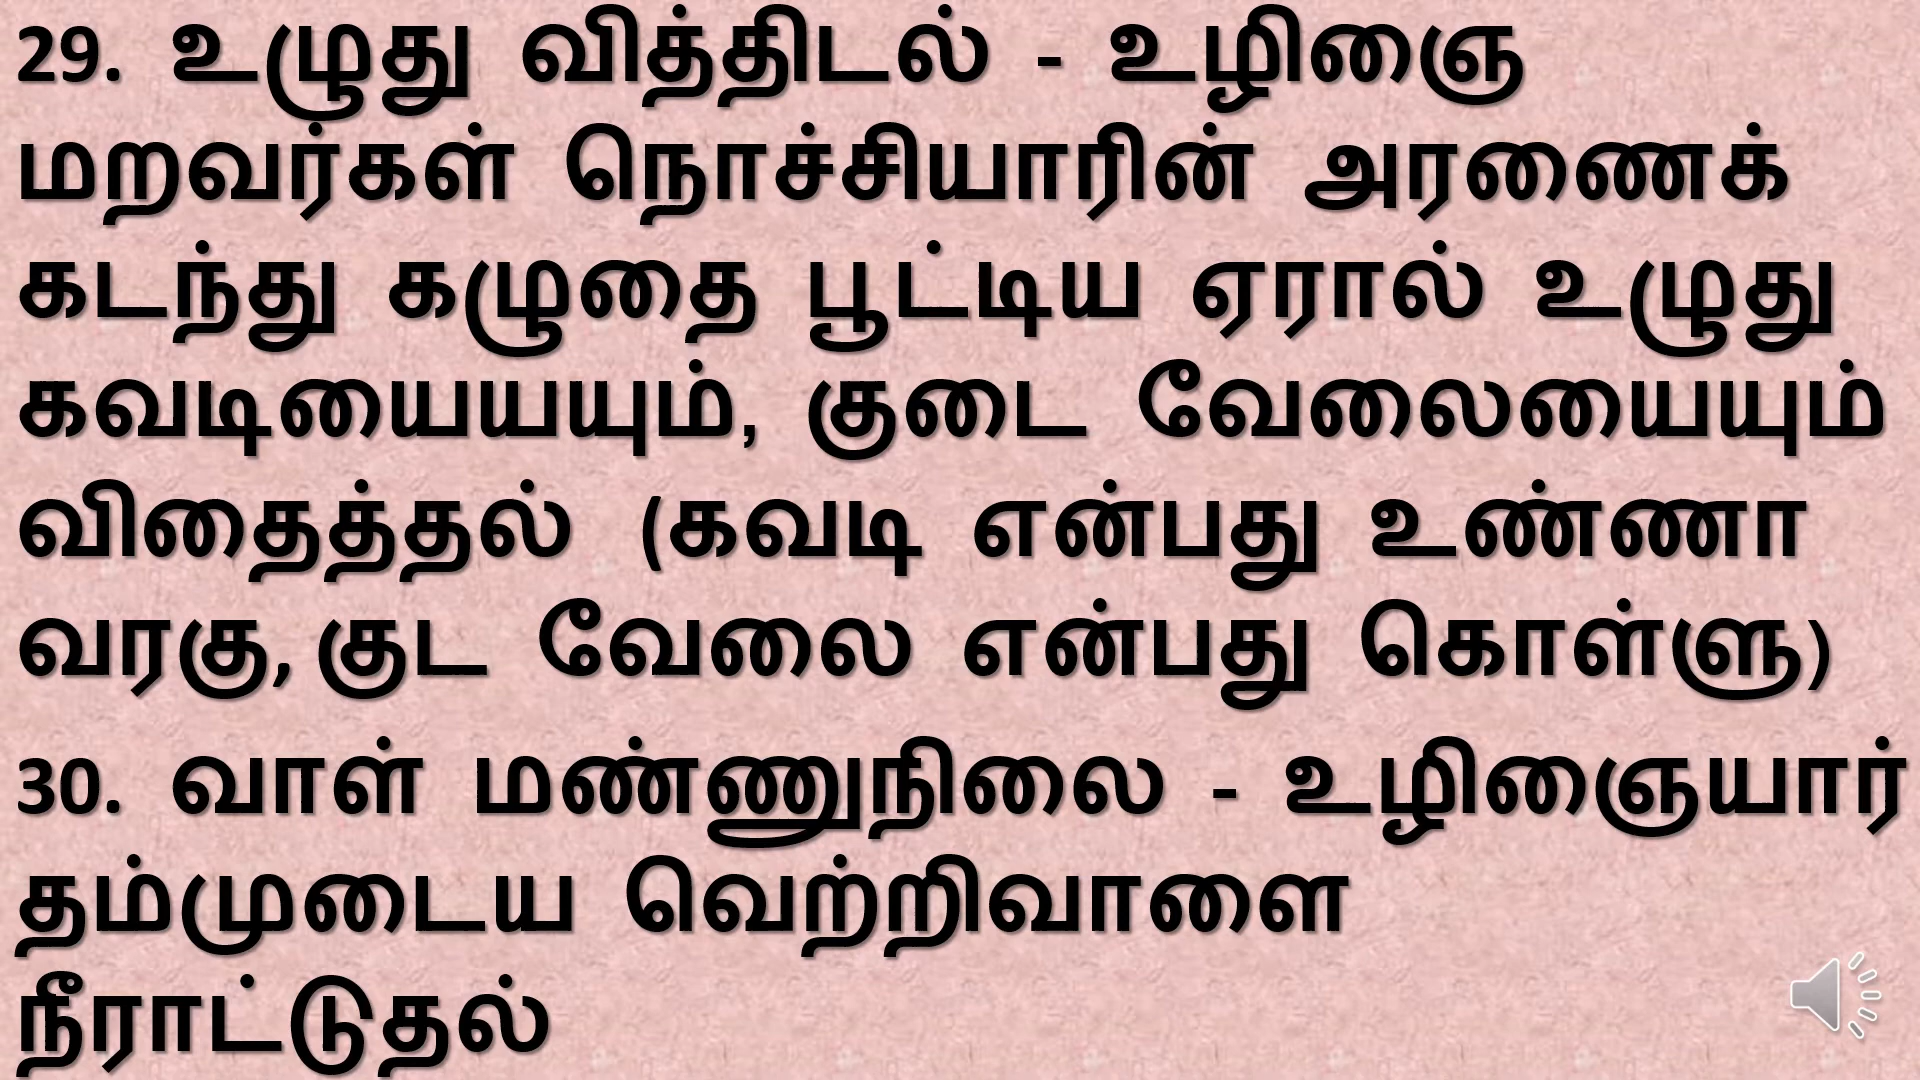 29. உழுது வித்திடல் - உழிஞை
மறவர்கள் நொச்சியாரின் அரணைக்
கடந்து கழுதை பூட்டிய ஏரால் உழுது
கவடியையயும், குடை வேலையையும்
விதைத்தல் (கவடி என்பது உண்ணா
வரகு, குட வேலை என்பது கொள்ளு)
30. வாள் மண்ணுநிலை - உழிஞையார்
தம்முடைய வெற்றிவாளை
நீராட்டுதல்